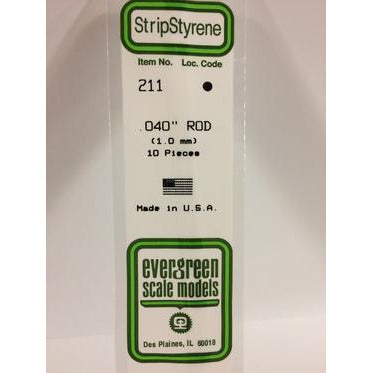 StripStyrene
Item No. Loc. Code
211
.040" ROD
(1.0 mm)
10 Pieces
Made in U.S.A.
evergreen
scale models
Des Plaines, IL 60018